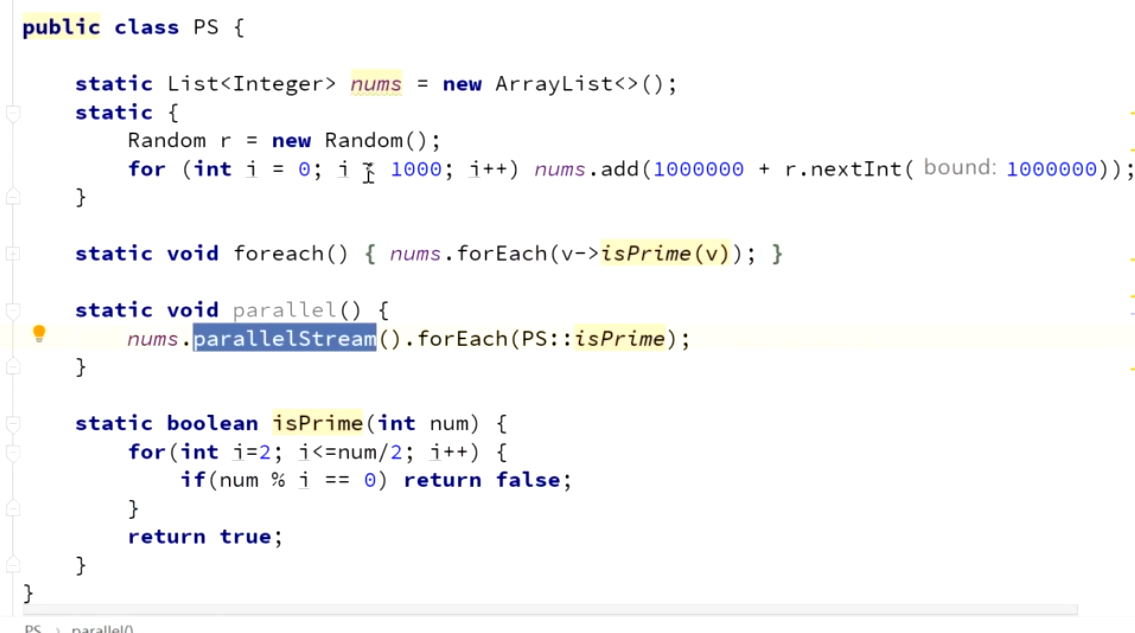 public class PS {
static List<Integer> nums = new ArrayList<>();
static {
Random r = new Random();
for (int i = 0; i 1000; i++) nums.add(1000000 + r.nextInt( bound: 1000000));
}
static void foreach() { nums.forEach(v->isPrime(v)); }
static void parallel() {
nums.parallelStream().forEach(PS::isPrime);
}
static boolean isPrime(int num) {
for(int i=2; i<=num/2; i++) {
if(num % i == 0) return false;
}
return true;
}
}
PS › parallel()